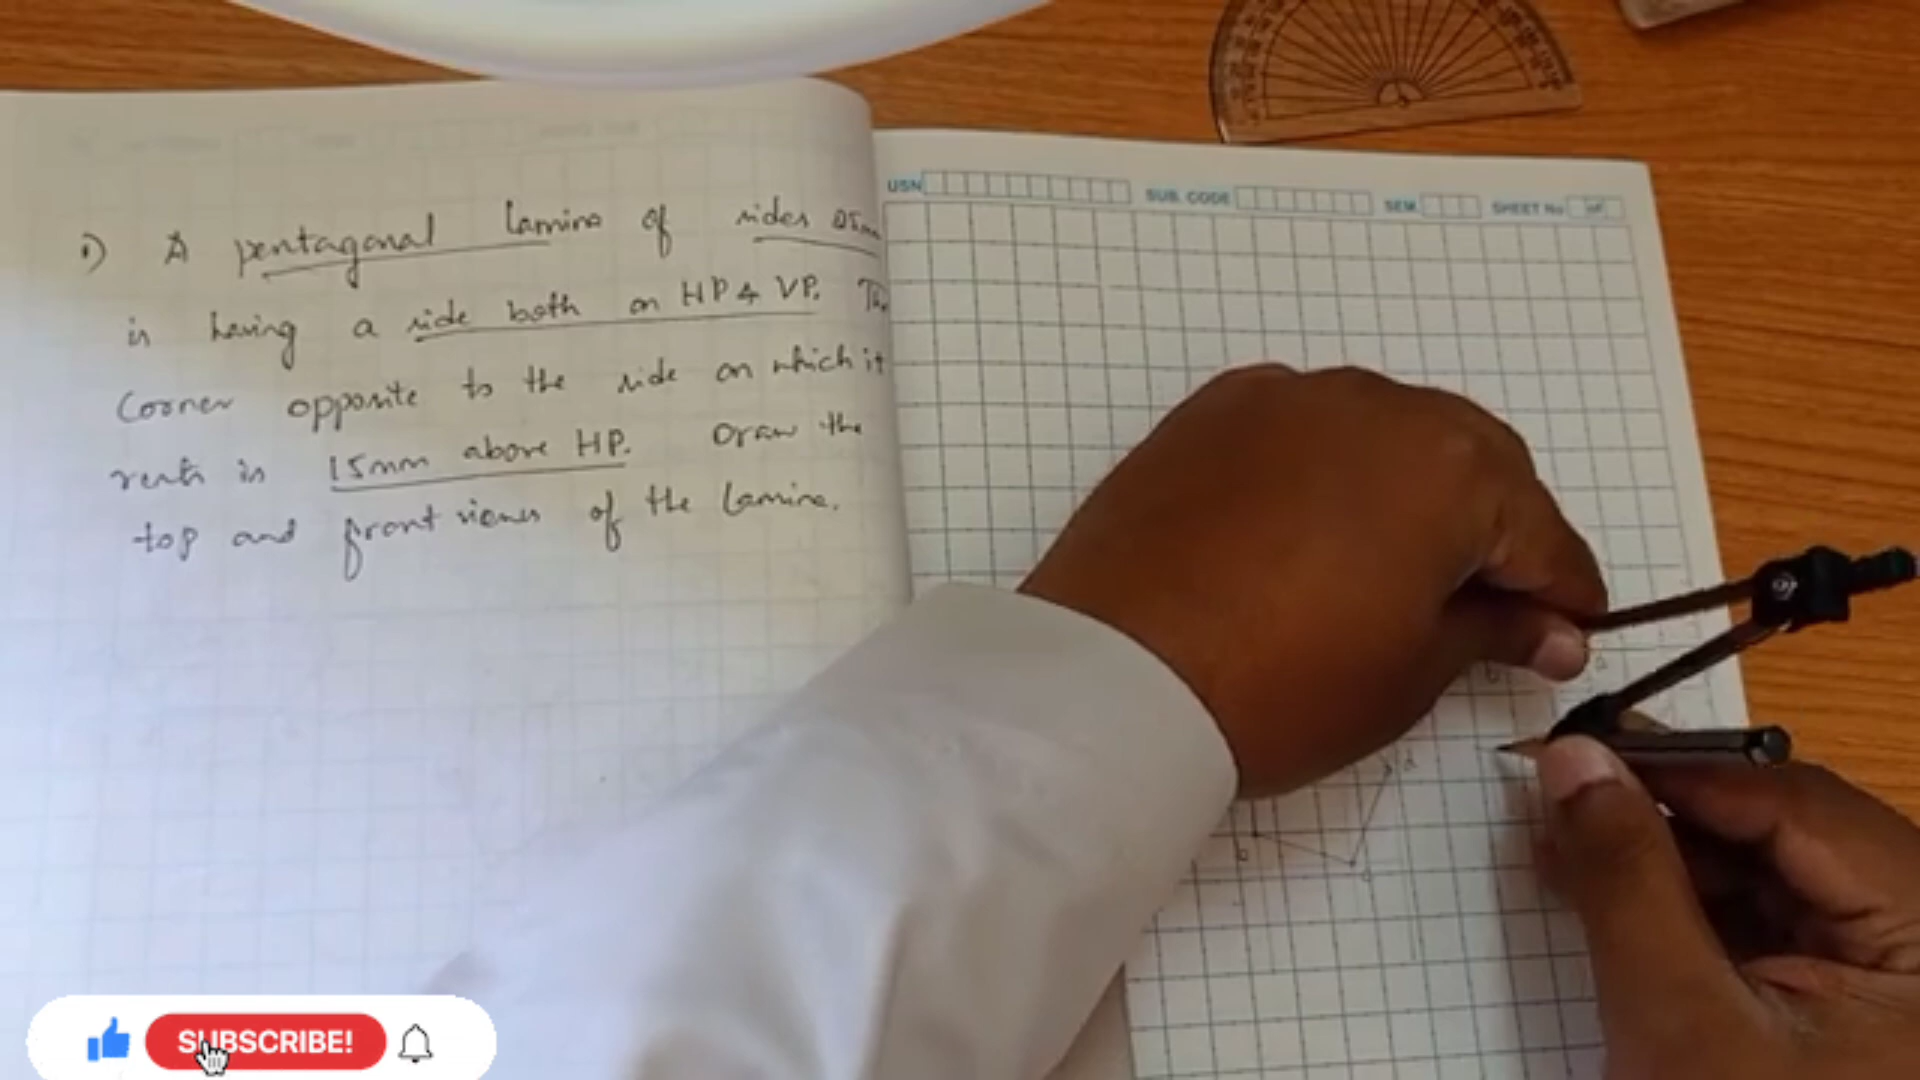 1) A pentagonal lamina of sides 25mm
is having a side both on HP & VP. The
Corner opposite to the side on which it
rests is 15mm above HP. Draw the
top and front views of the lamina.
USN SUB. CODE SEM SHEET No of
a
d
b
c
SUBSCRIBE!